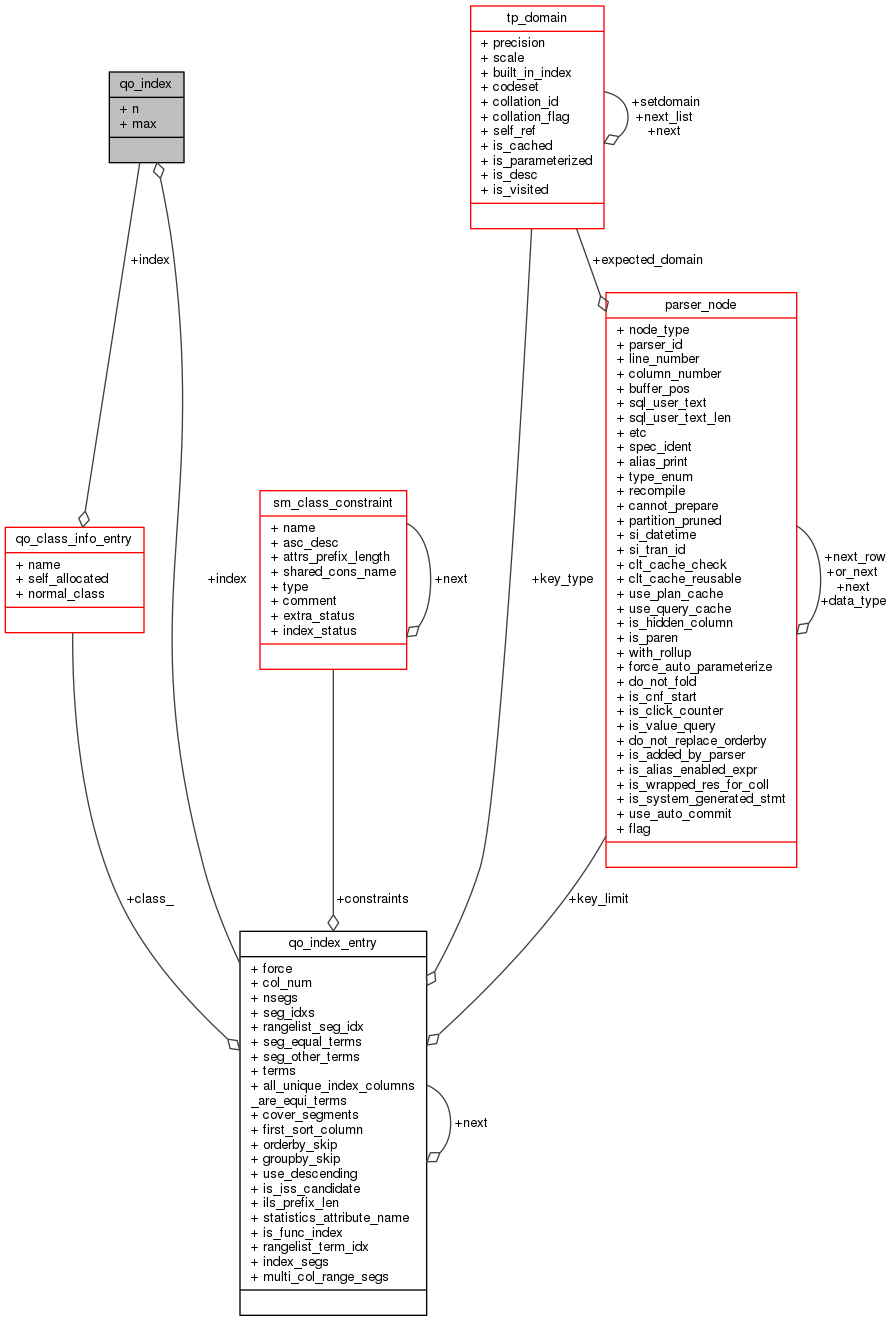 tp_domain
+ precision
+ scale
+ built_in_index
+ codeset
+ collation_id
+ collation_flag
+ self_ref
+ is_cached
+ is_parameterized
+ is_desc
+ is_visited
+setdomain
+next_list
+next
qo_index
+ n
+ max
+index
+expected_domain
parser_node
+ node_type
+ parser_id
+ line_number
+ column_number
+ buffer_pos
+ sql_user_text
+ sql_user_text_len
+ etc
+ spec_ident
+ alias_print
+ type_enum
+ recompile
+ cannot_prepare
+ partition_pruned
+ si_datetime
+ si_tran_id
+ clt_cache_check
+ clt_cache_reusable
+ use_plan_cache
+ use_query_cache
+ is_hidden_column
+ is_paren
+ with_rollup
+ force_auto_parameterize
+ do_not_fold
+ is_cnf_start
+ is_click_counter
+ is_value_query
+ do_not_replace_orderby
+ is_added_by_parser
+ is_alias_enabled_expr
+ is_wrapped_res_for_coll
+ is_system_generated_stmt
+ use_auto_commit
+ flag
+next_row
+or_next
+next
+data_type
sm_class_constraint
+ name
+ asc_desc
+ attrs_prefix_length
+ shared_cons_name
+ type
+ comment
+ extra_status
+ index_status
+next
qo_class_info_entry
+ name
+ self_allocated
+ normal_class
+index
+key_type
+class_
+constraints
+key_limit
qo_index_entry
+ force
+ col_num
+ nsegs
+ seg_idxs
+ rangelist_seg_idx
+ seg_equal_terms
+ seg_other_terms
+ terms
+ all_unique_index_columns
_are_equi_terms
+ cover_segments
+ first_sort_column
+ orderby_skip
+ groupby_skip
+ use_descending
+ is_iss_candidate
+ ils_prefix_len
+ statistics_attribute_name
+ is_func_index
+ rangelist_term_idx
+ index_segs
+ multi_col_range_segs
+next